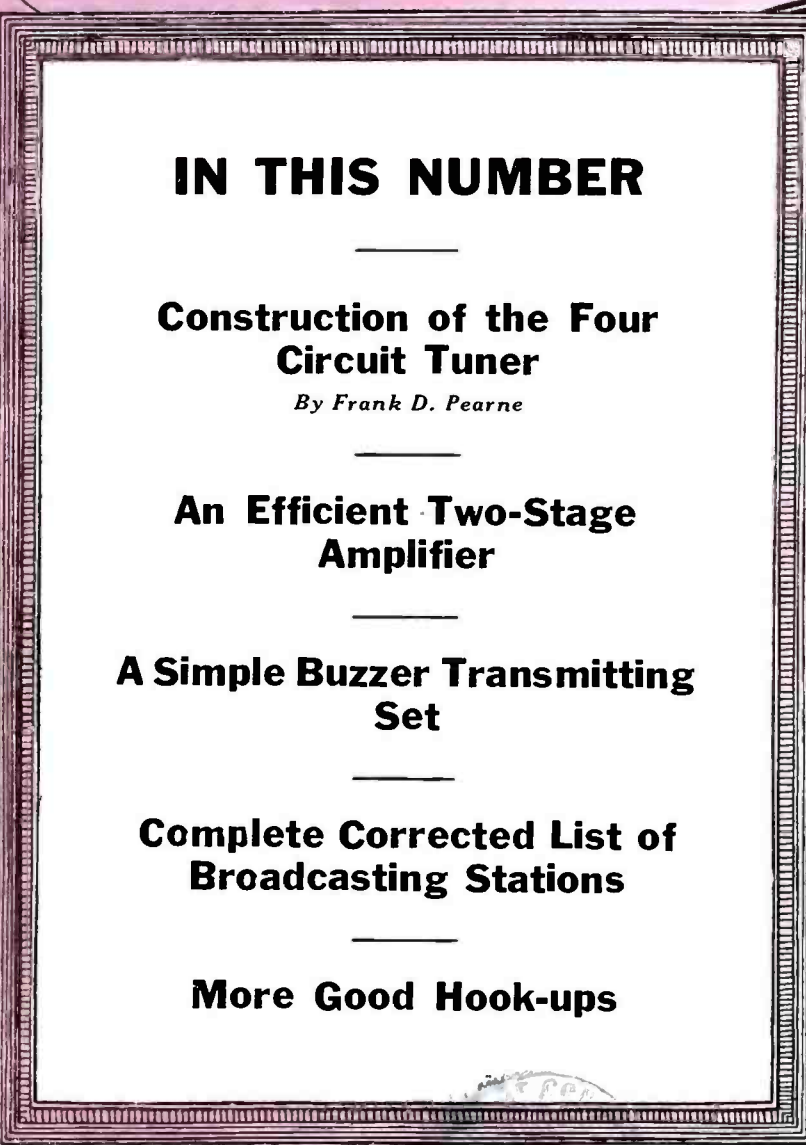 IN THIS NUMBER
Construction of the Four
Circuit Tuner
By Frank D. Pearne
An Efficient Two-Stage
Amplifier
A Simple Buzzer Transmitting
Set
Complete Corrected List of
Broadcasting Stations
More Good Hook-ups